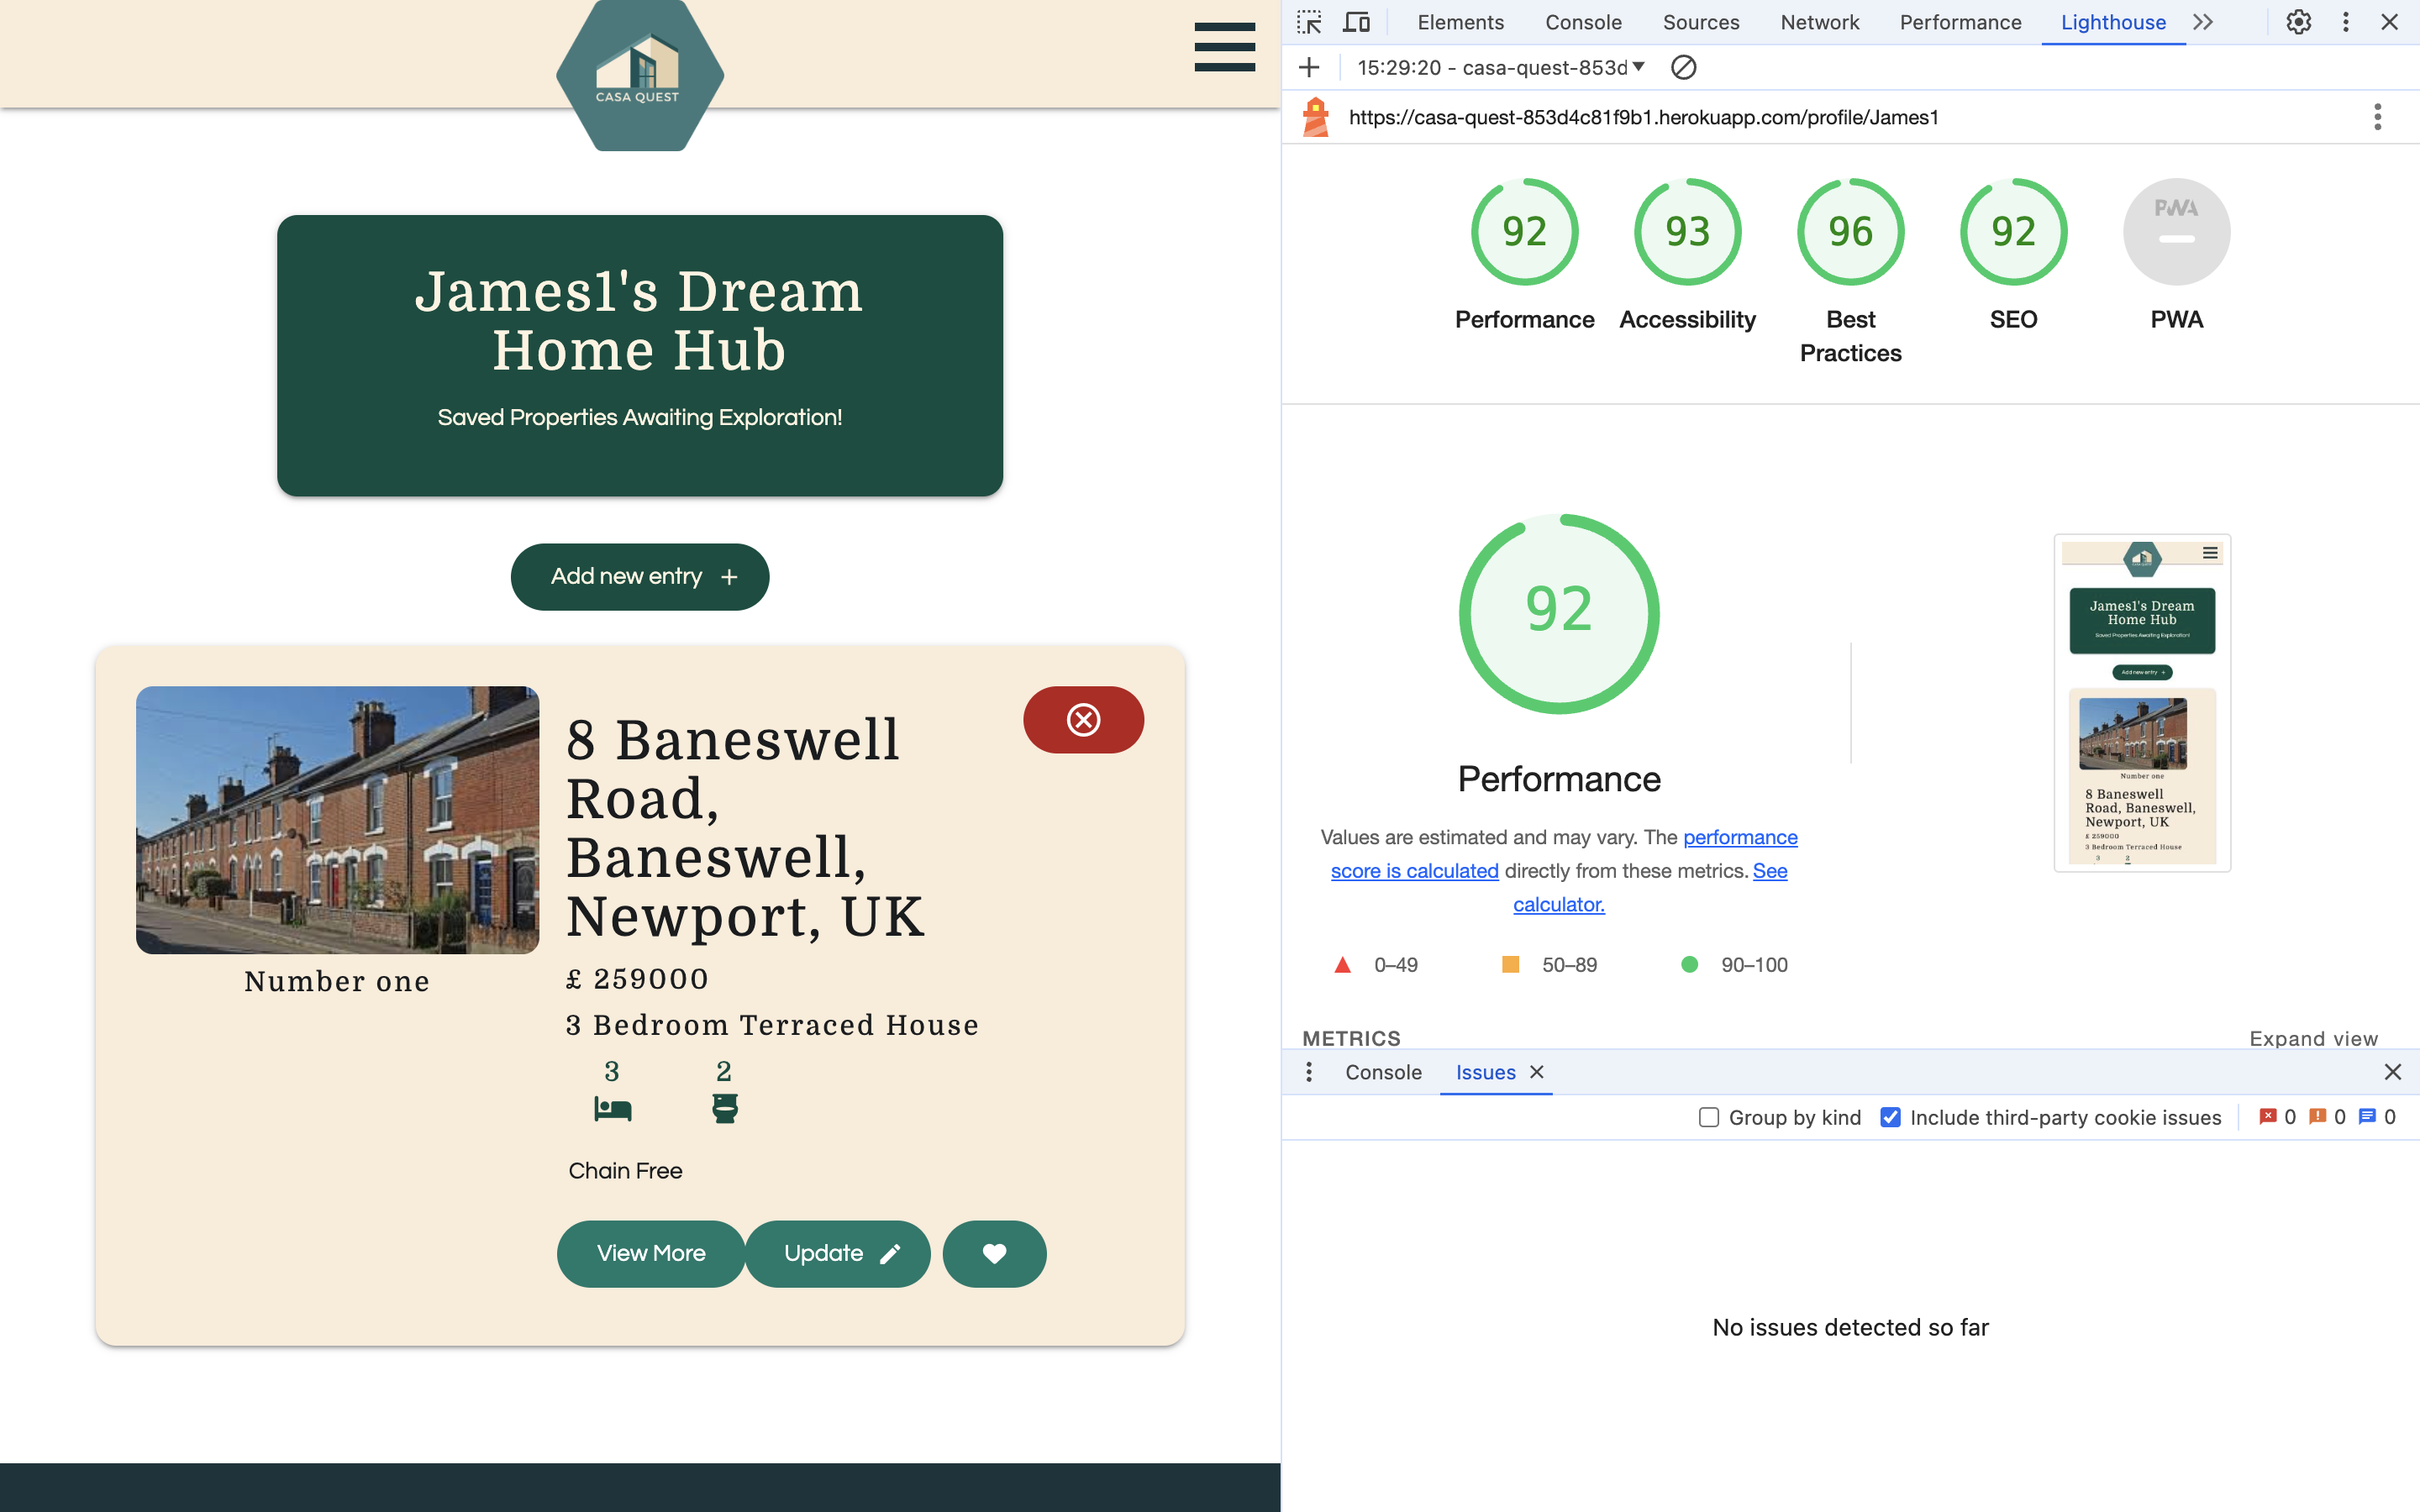 CASA QUEST
James1's Dream
Home Hub
Saved Properties Awaiting Exploration!
Add new entry +
8 Baneswell
Road,
Baneswell,
Newport, UK
Number one
£ 259000
3 Bedroom Terraced House
3 2
Chain Free
View More Update
Elements Console Sources Network Performance Lighthouse
15:29:20 - casa-quest-853d
https://casa-quest-853d4c81f9b1.herokuapp.com/profile/James1
92 93 96 92 PWA
Performance Accessibility Best Practices SEO PWA
92
Performance
Values are estimated and may vary. The performance
score is calculated directly from these metrics. See
calculator.
0–49 50–89 90–100
James1's Dream
Home Hub
Saved Properties Awaiting Exploration!
Add new entry +
Number one
8 Baneswell
Road, Baneswell,
Newport, UK
£ 259000
3 Bedroom Terraced House
3 2
METRICS Expand view
Console Issues
Group by kind Include third-party cookie issues 0 0 0
No issues detected so far